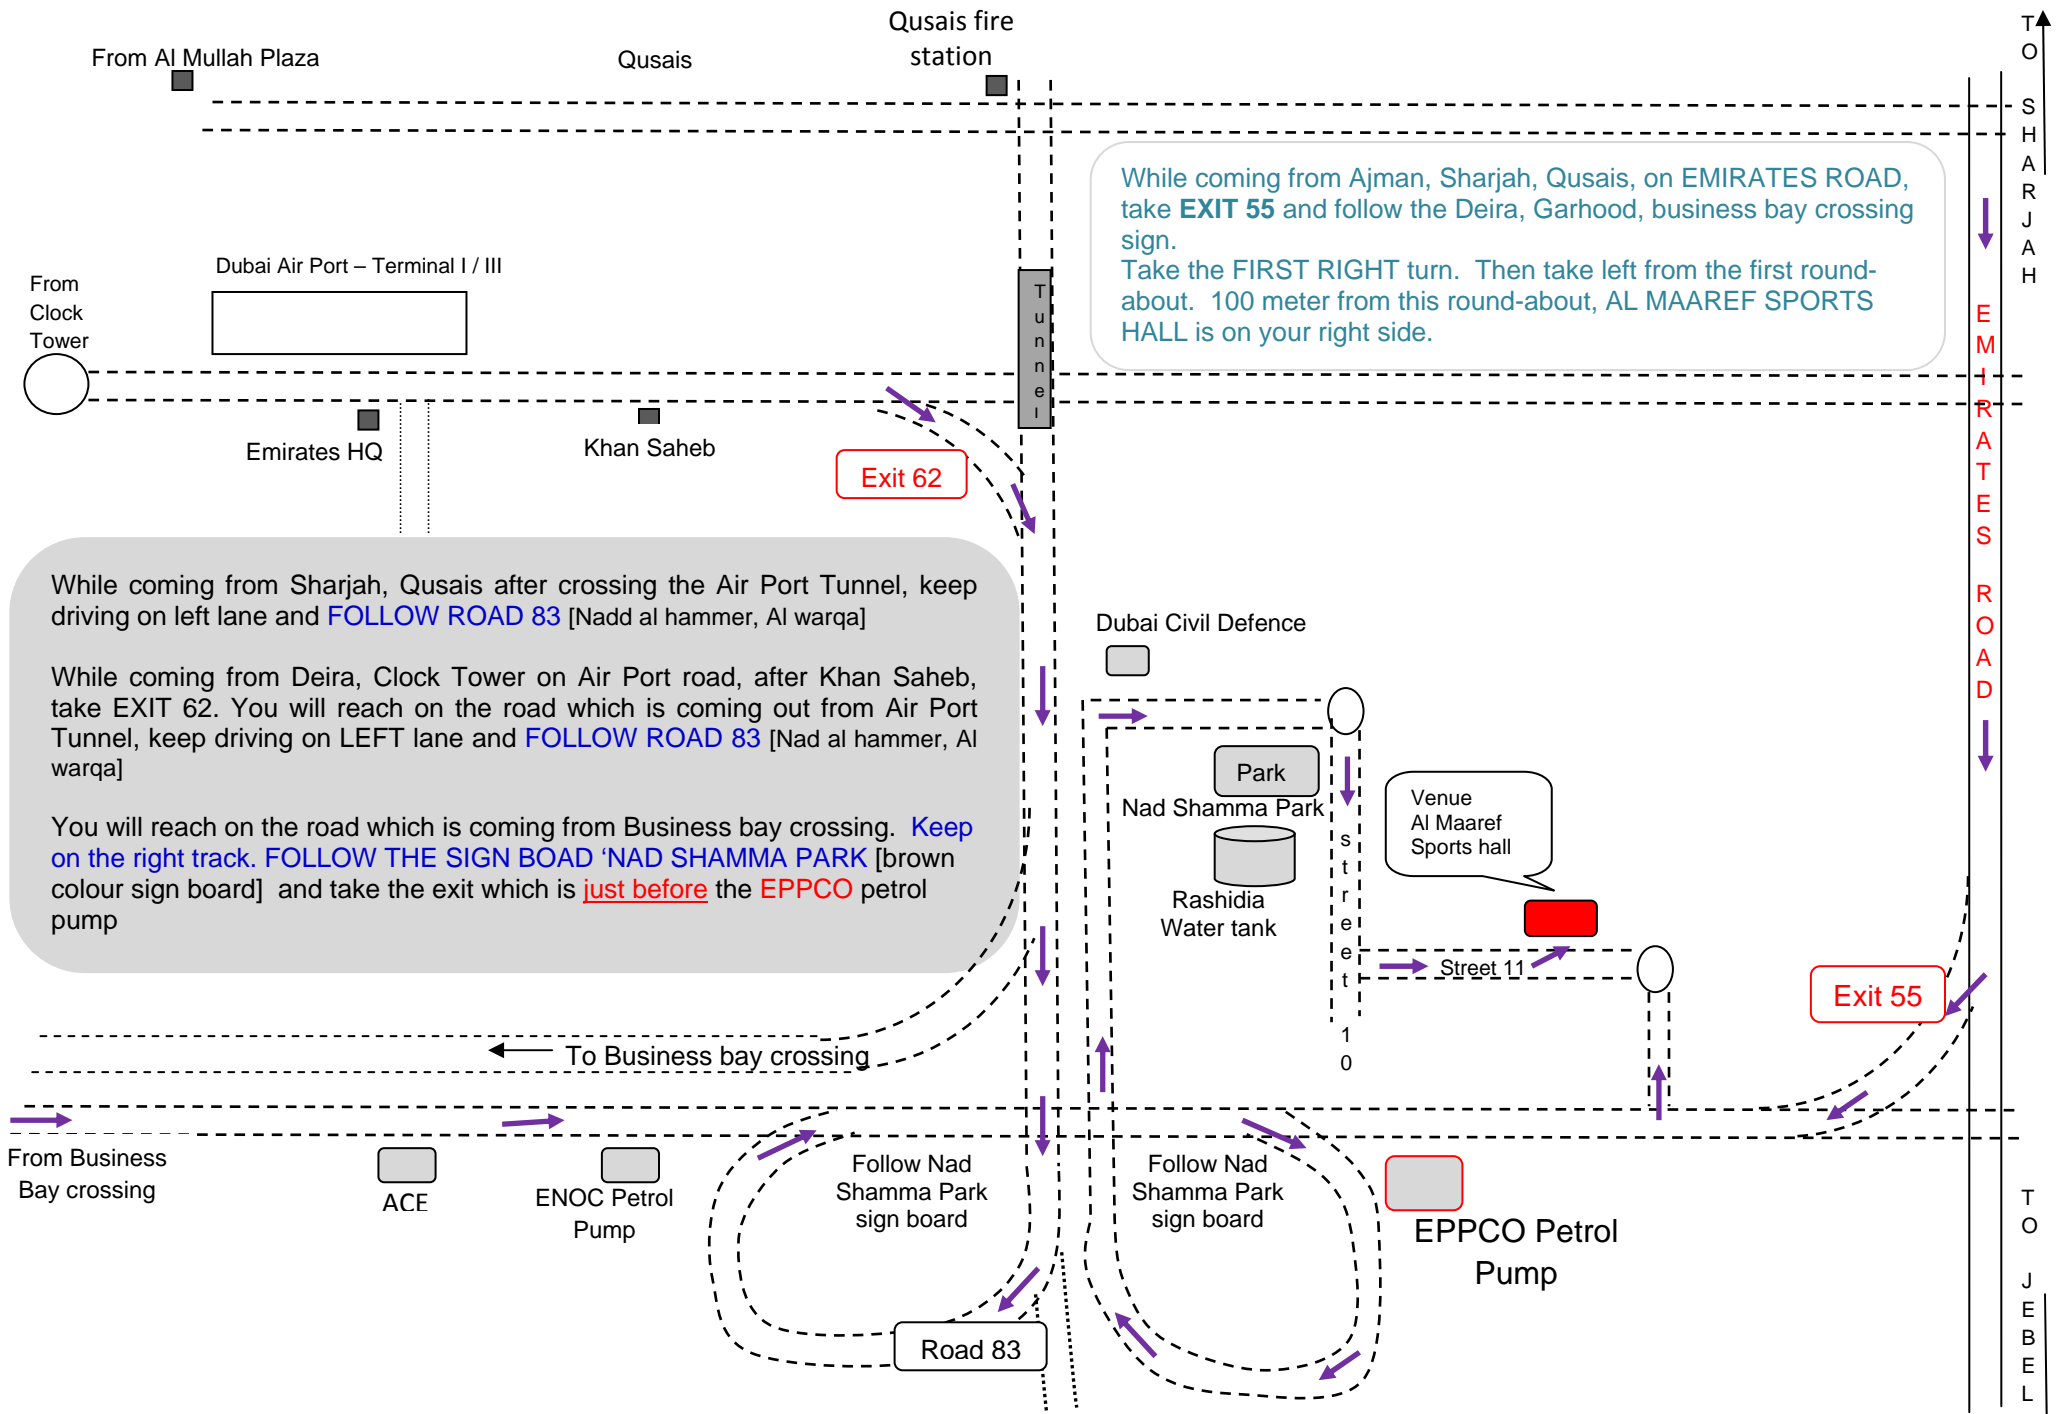 Qusais fire
station
From Al Mullah Plaza
Qusais
TO SHARJAH
While coming from Ajman, Sharjah, Qusais, on EMIRATES ROAD,
take EXIT 55 and follow the Deira, Garhood, business bay crossing
sign.
Take the FIRST RIGHT turn.  Then take left from the first round-
about.  100 meter from this round-about, AL MAAREF SPORTS
HALL is on your right side.
Dubai Air Port – Terminal I / III
From
Clock
Tower
Tunnel
EMIRATES ROAD
Emirates HQ
Khan Saheb
Exit 62
While coming from Sharjah, Qusais after crossing the Air Port Tunnel, keep
driving on left lane and FOLLOW ROAD 83 [Nadd al hammer, Al warqa]
While coming from Deira, Clock Tower on Air Port road, after Khan Saheb,
take EXIT 62. You will reach on the road which is coming out from Air Port
Tunnel, keep driving on LEFT lane and FOLLOW ROAD 83 [Nad al hammer, Al
warqa]
You will reach on the road which is coming from Business bay crossing.  Keep
on the right track. FOLLOW THE SIGN BOAD ‘NAD SHAMMA PARK [brown
colour sign board]  and take the exit which is just before the EPPCO petrol
pump
Dubai Civil Defence
Park
Nad Shamma Park
Rashidia
Water tank
street 10
Venue
Al Maaref
Sports hall
Street 11
Exit 55
To Business bay crossing
From Business
Bay crossing
ACE
ENOC Petrol
Pump
Follow Nad
Shamma Park
sign board
Follow Nad
Shamma Park
sign board
EPPCO Petrol
Pump
Road 83
TO JEBEL